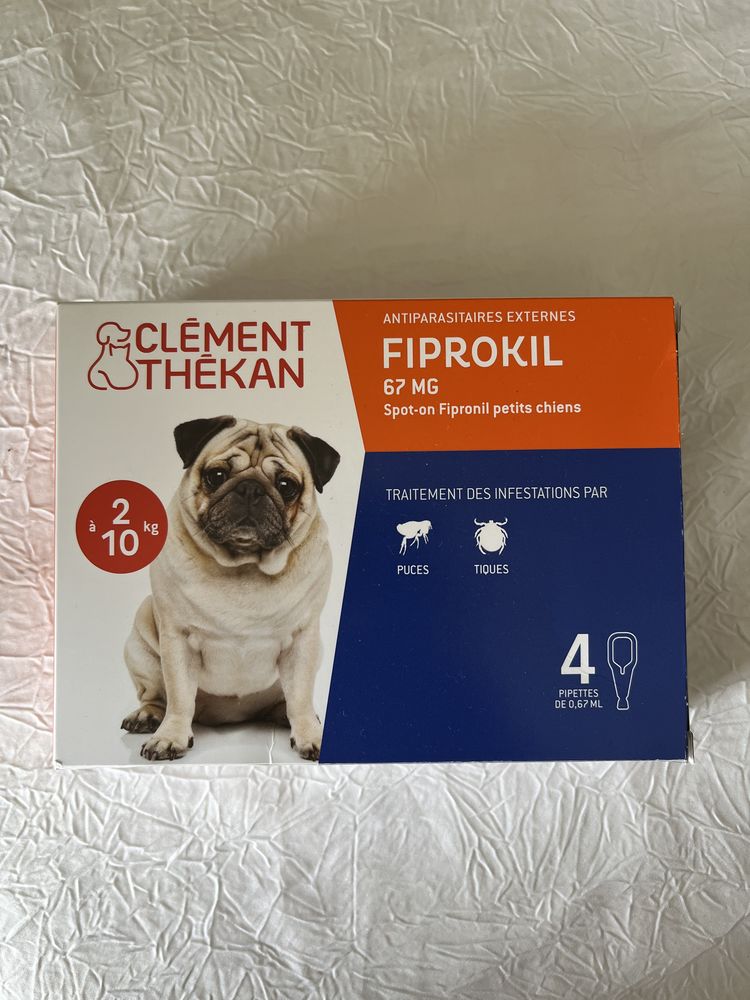 CLÉMENT
THÉKAN
ANTIPARASITAIRES EXTERNES
FIPROKIL
67 MG
Spot-on Fipronil petits chiens
à 2
10 kg
TRAITEMENT DES INFESTATIONS PAR
PUCES
TIQUES
4
PIPETTES
DE 0,67 ML